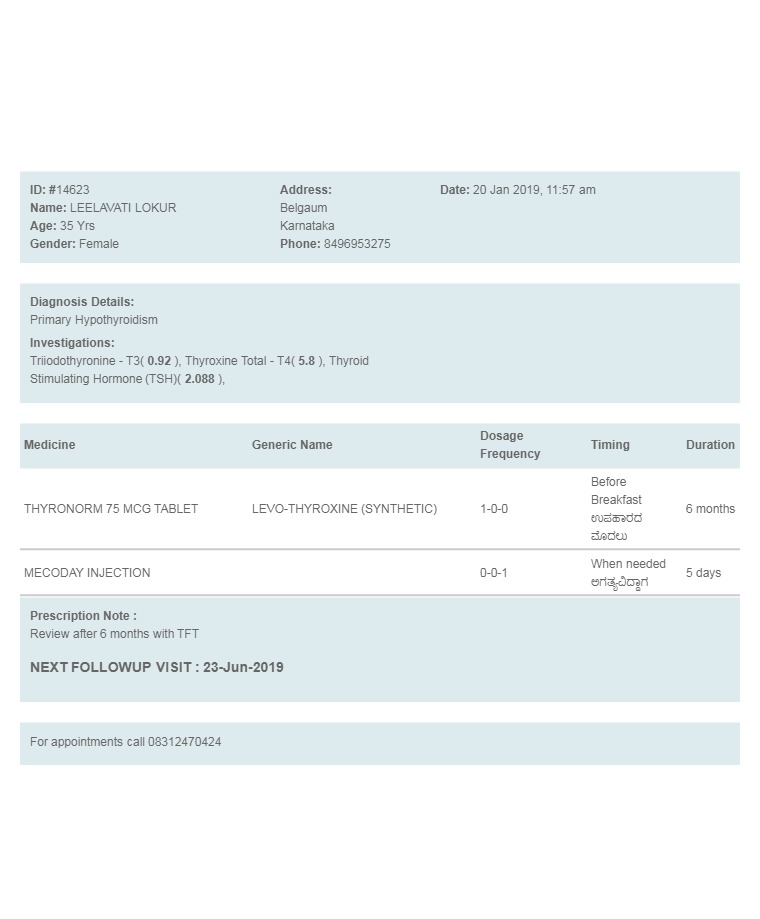 ID: #14623
Name: LEELAVATI LOKUR
Age: 35 Yrs
Gender: Female
Address:
Belgaum
Karnataka
Phone: 8496953275
Date: 20 Jan 2019, 11:57 am
Diagnosis Details:
Primary Hypothyroidism
Investigations:
Triiodothyronine - T3( 0.92 ), Thyroxine Total - T4( 5.8 ), Thyroid
Stimulating Hormone (TSH)( 2.088 ),
Medicine Generic Name Dosage Frequency Timing Duration
THYRONORM 75 MCG TABLET LEVO-THYROXINE (SYNTHETIC) 1-0-0 Before Breakfast ಉಪಹಾರದ ಮೊದಲು 6 months
MECODAY INJECTION 0-0-1 When needed ಅಗತ್ಯವಿದ್ದಾಗ 5 days
Prescription Note :
Review after 6 months with TFT
NEXT FOLLOWUP VISIT : 23-Jun-2019
For appointments call 08312470424